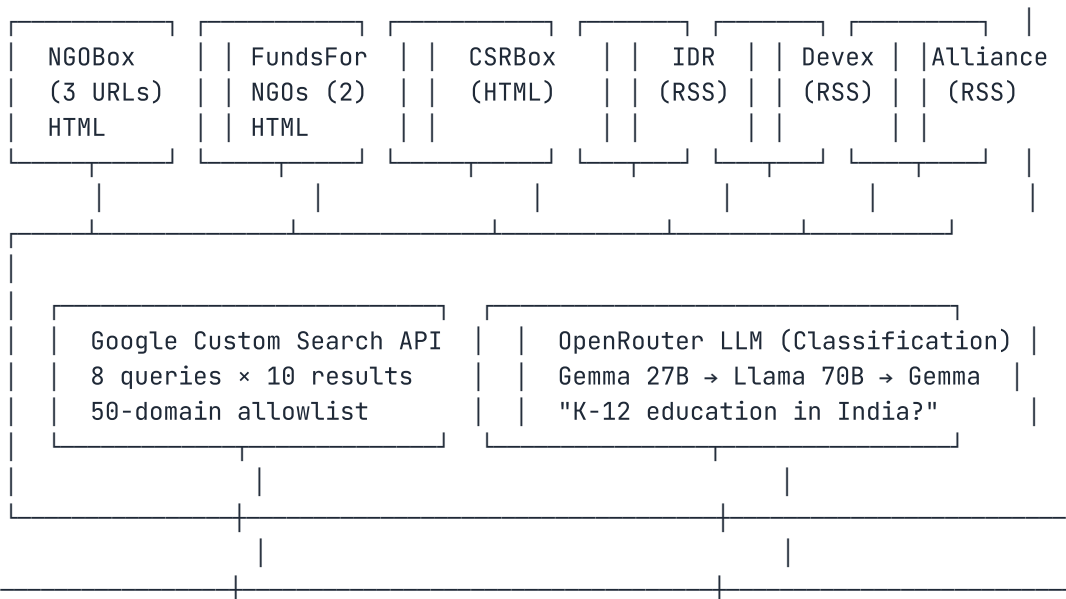 NGOBox FundsFor CSRBox IDR Devex Alliance
(3 URLs) NGOs (2) (HTML) (RSS) (RSS) (RSS)
HTML HTML
Google Custom Search API OpenRouter LLM (Classification)
8 queries × 10 results Gemma 27B → Llama 70B → Gemma
50-domain allowlist "K-12 education in India?"